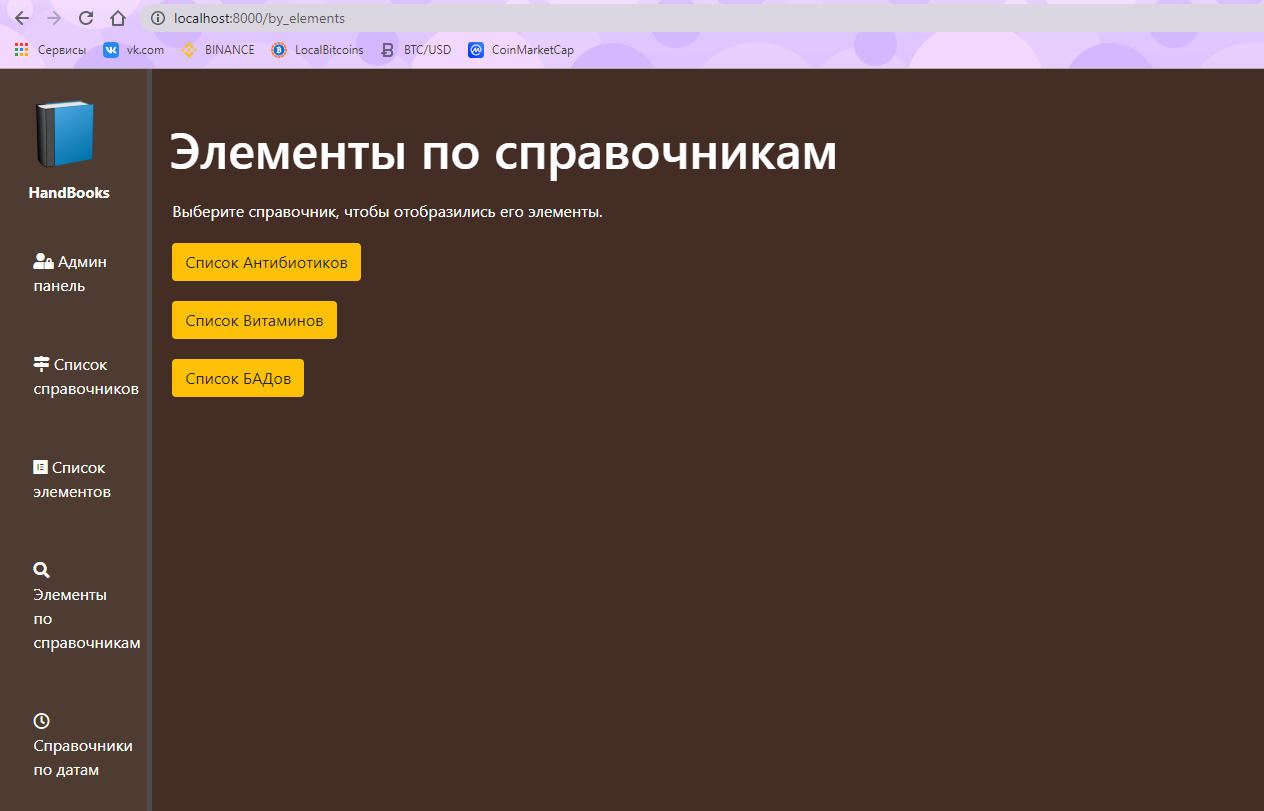 localhost:8000/by_elements
Сервисы vk.com BINANCE LocalBitcoins BTC/USD CoinMarketCap
HandBooks
Админ
панель
Список
справочников
Список
элементов
Элементы
по
справочникам
Справочники
по датам
Элементы по справочникам
Выберите справочник, чтобы отобразились его элементы.
Список Антибиотиков
Список Витаминов
Список БАДов